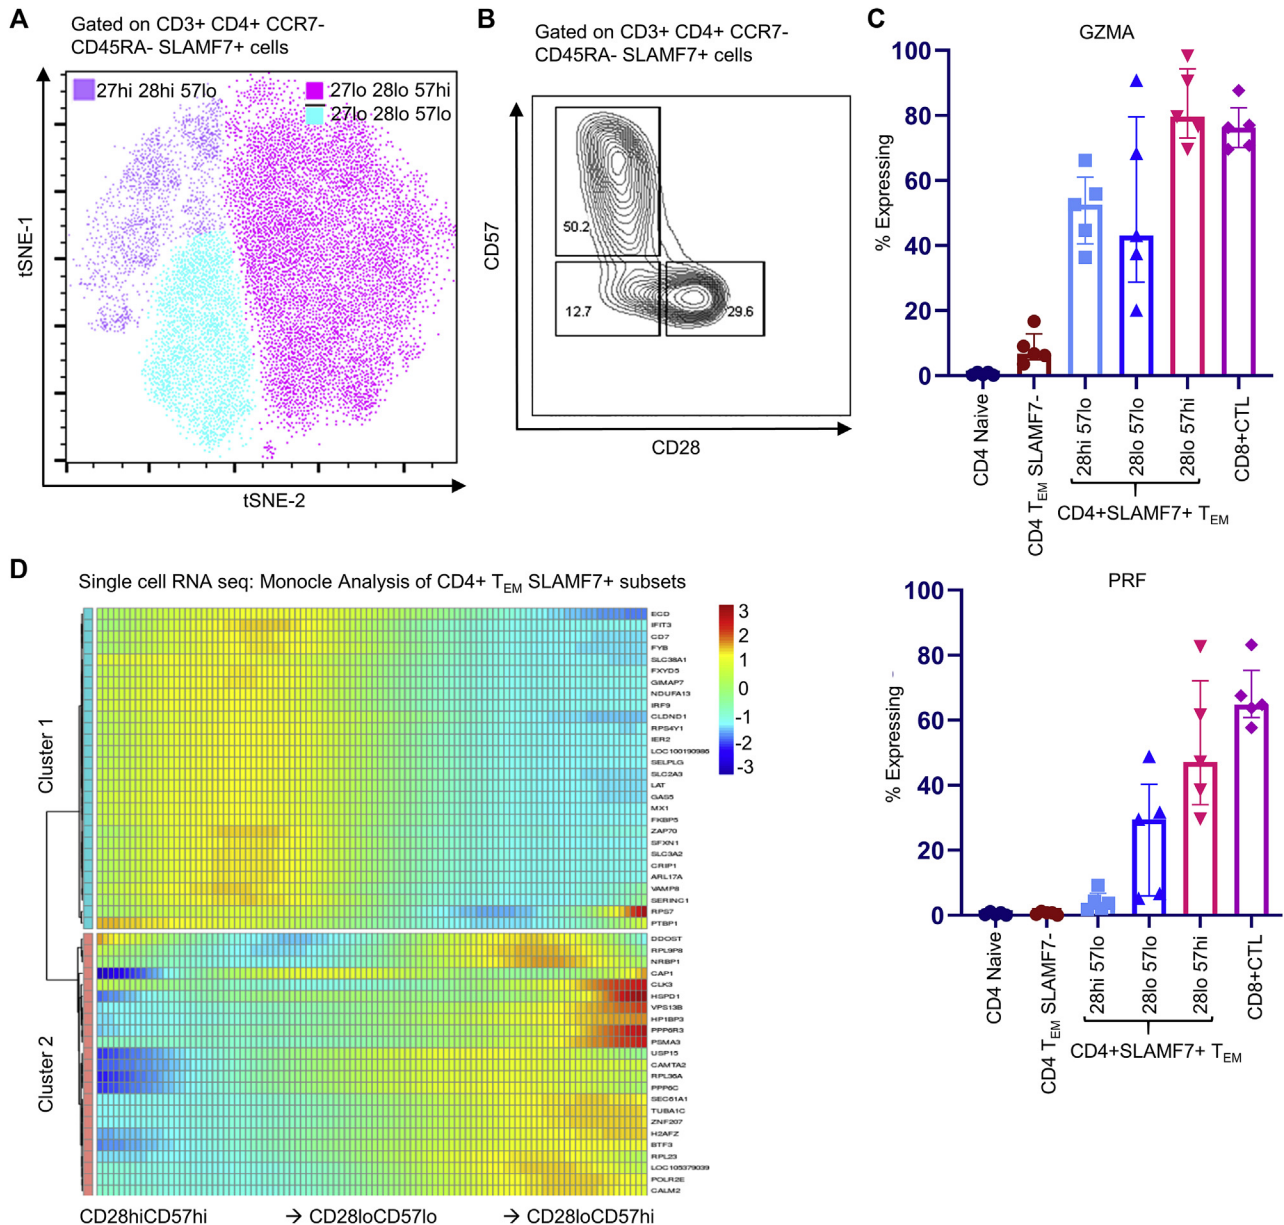 A
Gated on CD3+ CD4+ CCR7-
CD45RA- SLAMF7+ cells
27hi 28hi 57lo
27lo 28lo 57hi
27lo 28lo 57lo
tSNE-1
tSNE-2
B
Gated on CD3+ CD4+ CCR7-
CD45RA- SLAMF7+ cells
50.2
12.7
29.6
CD57
CD28
C
GZMA
% Expressing
100
80
60
40
20
0
CD4 Naive
CD4 TEM SLAMF7-
28hi 57lo
28lo 57lo
28lo 57hi
CD8+CTL
CD4+SLAMF7+ TEM
PRF
% Expressing
100
80
60
40
20
0
CD4 Naive
CD4 TEM SLAMF7-
28hi 57lo
28lo 57lo
28lo 57hi
CD8+CTL
CD4+SLAMF7+ TEM
D
Single cell RNA seq: Monocle Analysis of CD4+ TEM SLAMF7+ subsets
Cluster 1
Cluster 2
ECD
IFIT3
CD7
FYB
SLC38A1
FXYD5
GIMAP7
NDUFA13
IRF9
CLDND1
RPS4Y1
IER2
LOC100190986
SELPLG
SLC2A3
LAT
GAS5
MX1
FKBP5
ZAP70
SFXN1
SLC3A2
CRIP1
ARL17A
VAMP8
SERINC1
RPS7
PTBP1
DDOST
RPL9P8
NRBP1
CAP1
CLK3
HSPD1
VPS13B
HP1BP3
PPP6R3
PSMA3
USP15
CAMTA2
RPL36A
PPP6C
SEC61A1
TUBA1C
ZNF207
H2AFZ
BTF3
RPL23
LOC105379039
POLR2E
CALM2
3
2
1
0
-1
-2
-3
CD28hiCD57hi → CD28loCD57lo → CD28loCD57hi